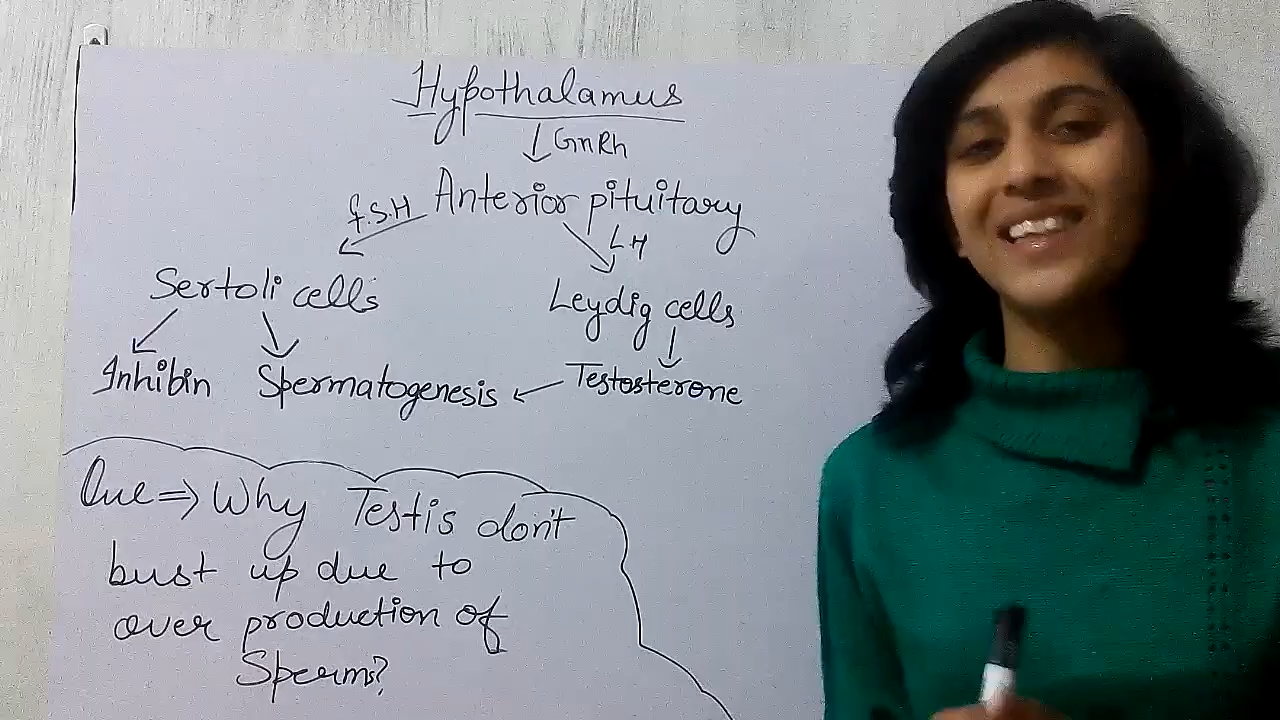 Hypothalamus
↓ GnRh
Anterior pituitary
f.S.H
LH
Sertoli cells
Leydig cells
Inhibin Spermatogenesis ← Testosterone
Que ⇒ Why Testis don't
bust up due to
over production of
Sperms?